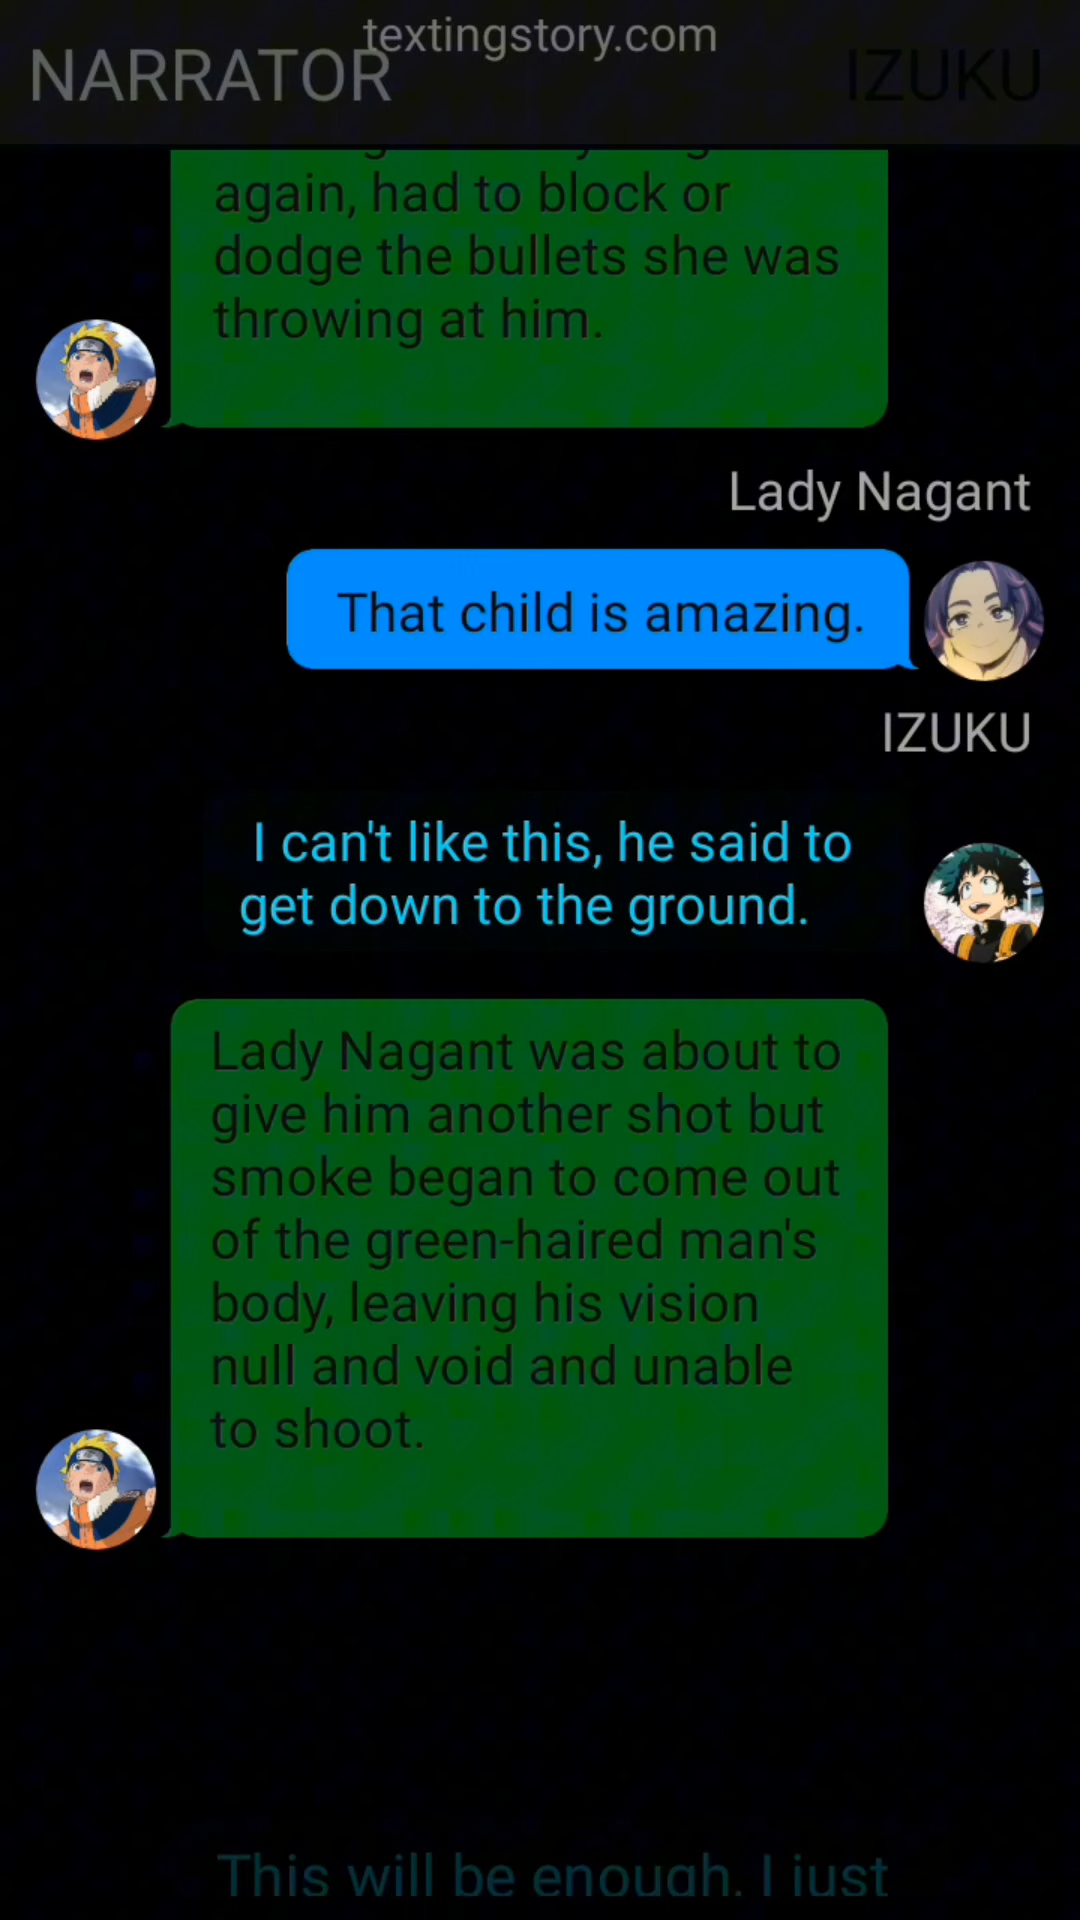 textingstory.com
NARRATOR
IZUKU
again, had to block or
dodge the bullets she was
throwing at him.
Lady Nagant
That child is amazing.
IZUKU
I can't like this, he said to
get down to the ground.
Lady Nagant was about to
give him another shot but
smoke began to come out
of the green-haired man's
body, leaving his vision
null and void and unable
to shoot.
This will be enough. I just